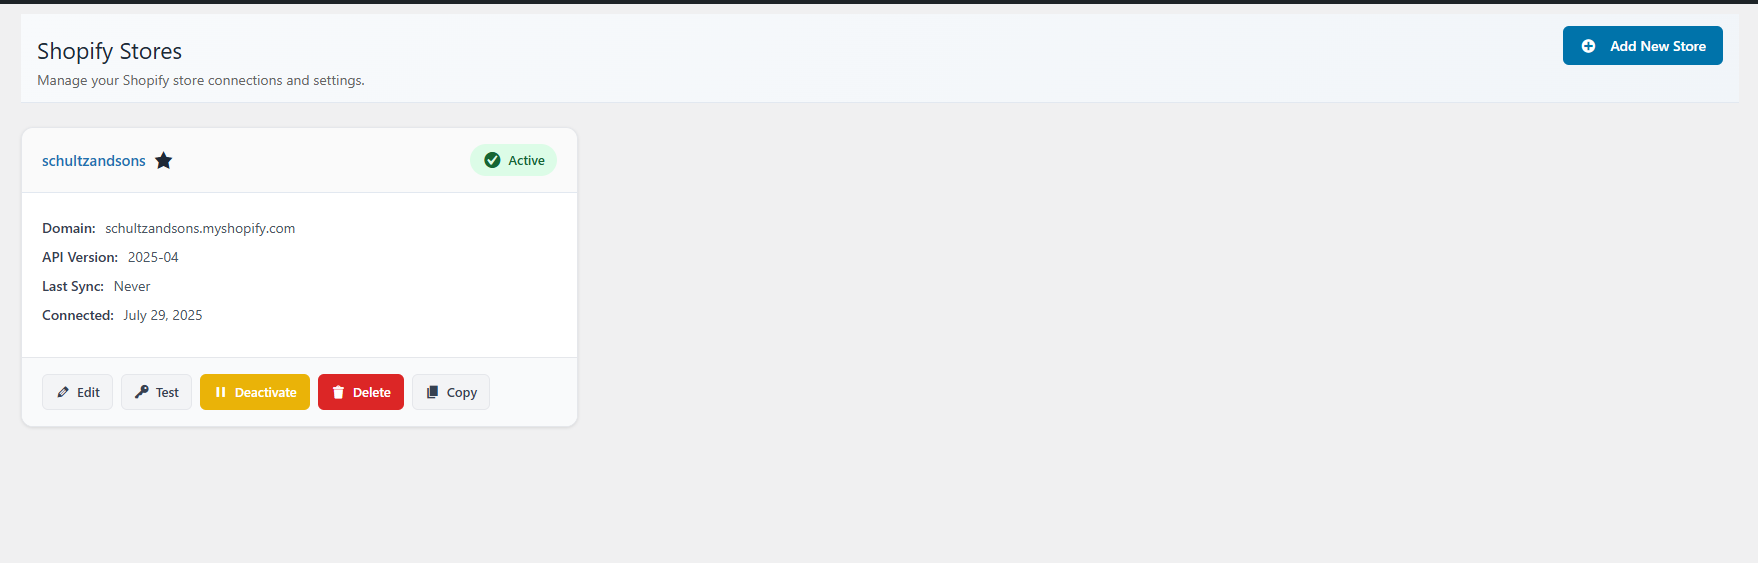 Shopify Stores
Manage your Shopify store connections and settings.
Add New Store
schultzandsons
Active
Domain: schultzandsons.myshopify.com
API Version: 2025-04
Last Sync: Never
Connected: July 29, 2025
Edit Test Deactivate Delete Copy